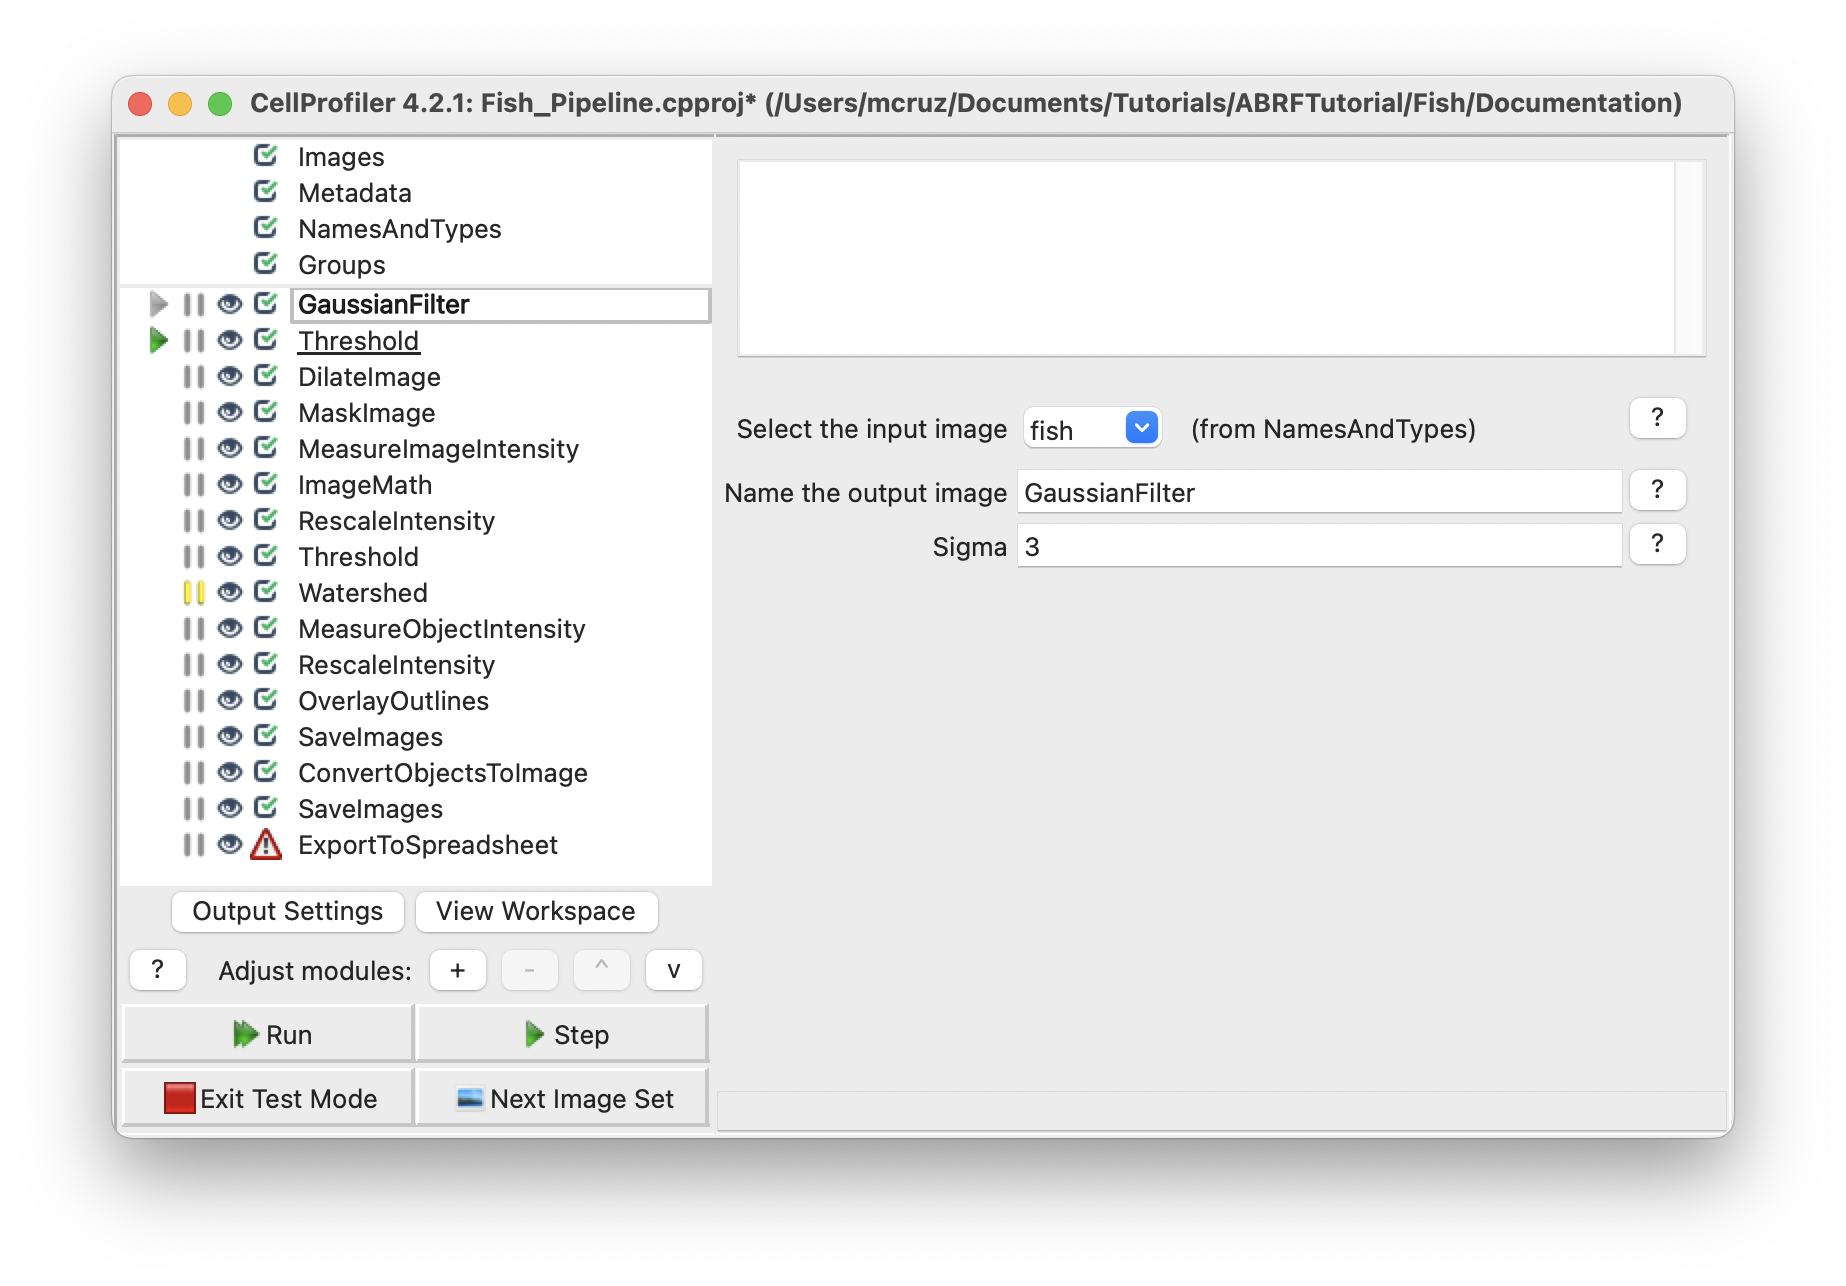 CellProfiler 4.2.1: Fish_Pipeline.cpproj* (/Users/mcruz/Documents/Tutorials/ABRFTutorial/Fish/Documentation)
Images
Metadata
NamesAndTypes
Groups
GaussianFilter
Threshold
DilateImage
MaskImage
MeasureImageIntensity
ImageMath
RescaleIntensity
Threshold
Watershed
MeasureObjectIntensity
RescaleIntensity
OverlayOutlines
SaveImages
ConvertObjectsToImage
SaveImages
ExportToSpreadsheet
Output Settings View Workspace
? Adjust modules: + - ^ v
Run Step
Exit Test Mode Next Image Set
Select the input image fish (from NamesAndTypes) ?
Name the output image GaussianFilter ?
Sigma 3 ?